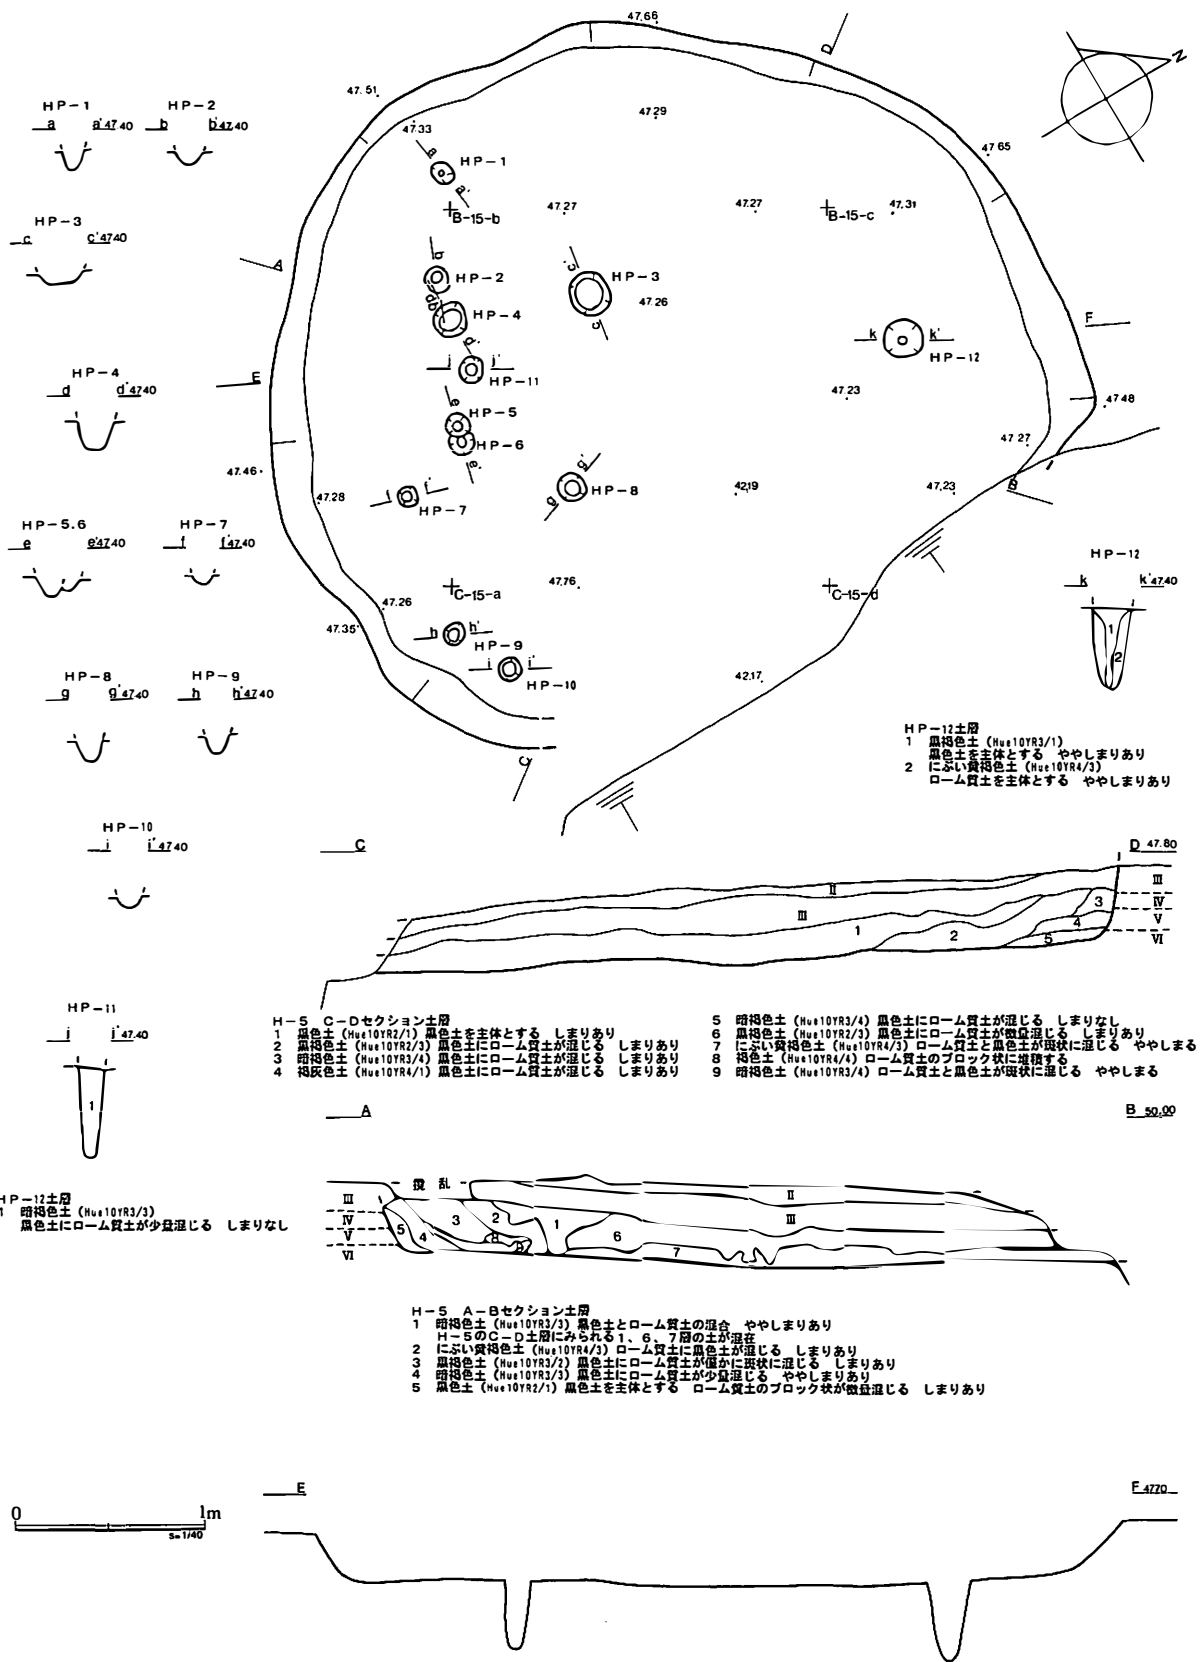 47.66
D
N
47.51
HP-1
a a' 47.40
HP-2
b b' 47.40
47.33
47.29
a
HP-1
a'
47.65
B-15-b
47.27
47.27
B-15-c
47.31
HP-3
c c' 47.40
A
b
HP-2
d b'
HP-4
d'
c'
HP-3
47.26
c
F
k k'
HP-12
E
HP-4
d d' 47.40
j j'
HP-11
e
HP-5
HP-6
e'
47.23
47.48
47.27
47.46
47.28
f f'
HP-7
g'
HP-8
g
42.19
47.23
B
HP-5.6
e e' 47.40
HP-7
f f' 47.40
HP-12
k k' 47.40
1
2
C-15-a
47.76
C-15-d
47.26
47.35
h h'
HP-9
i i'
HP-10
42.17
C
HP-8
g g' 47.40
HP-9
h h' 47.40
HP-12土層
1 黒褐色土 (Hue10YR3/1)
黒色土を主体とする ややしまりあり
2 にぶい黄褐色土 (Hue10YR4/3)
ローム質土を主体とする ややしまりあり
HP-10
i i' 47.40
C
D 47.80
II
III
1
2
3
4
5
III
IV
V
VI
HP-11
j j' 47.40
1
H-5 C-Dセクション土層
1 黒色土 (Hue10YR2/1) 黒色土を主体とする しまりあり
2 黒褐色土 (Hue10YR2/3) 黒色土にローム質土が混じる しまりあり
3 暗褐色土 (Hue10YR3/4) 黒色土にローム質土が混じる しまりあり
4 褐灰色土 (Hue10YR4/1) 黒色土にローム質土が混じる しまりあり
5 暗褐色土 (Hue10YR3/4) 黒色土にローム質土が混じる しまりなし
6 黒褐色土 (Hue10YR2/3) 黒色土にローム質土が微量混じる しまりあり
7 にぶい黄褐色土 (Hue10YR4/3) ローム質土と黒色土が斑状に混じる ややしまる
8 褐色土 (Hue10YR4/4) ローム質土のブロック状に堆積する
9 暗褐色土 (Hue10YR3/4) ローム質土と黒色土が斑状に混じる ややしまる
A
B 50.00
HP-12土層
1 暗褐色土 (Hue10YR3/3)
黒色土にローム質土が少量混じる しまりなし
撹乱
III
IV
V
VI
5
4
3
2
8
9
1
6
7
II
III
H-5 A-Bセクション土層
1 暗褐色土 (Hue10YR3/3) 黒色土とローム質土の混合 ややしまりあり
H-5のC-D土層にみられる1、6、7層の土が混在
2 にぶい黄褐色土 (Hue10YR4/3) ローム質土に黒色土が混じる しまりあり
3 黒褐色土 (Hue10YR3/2) 黒色土にローム質土が僅かに斑状に混じる しまりあり
4 暗褐色土 (Hue10YR3/3) 黒色土にローム質土が少量混じる ややしまりあり
5 黒色土 (Hue10YR2/1) 黒色土を主体とする ローム質土のブロック状が微量混じる しまりあり
E
F 47.70
0 1m
s=1/40